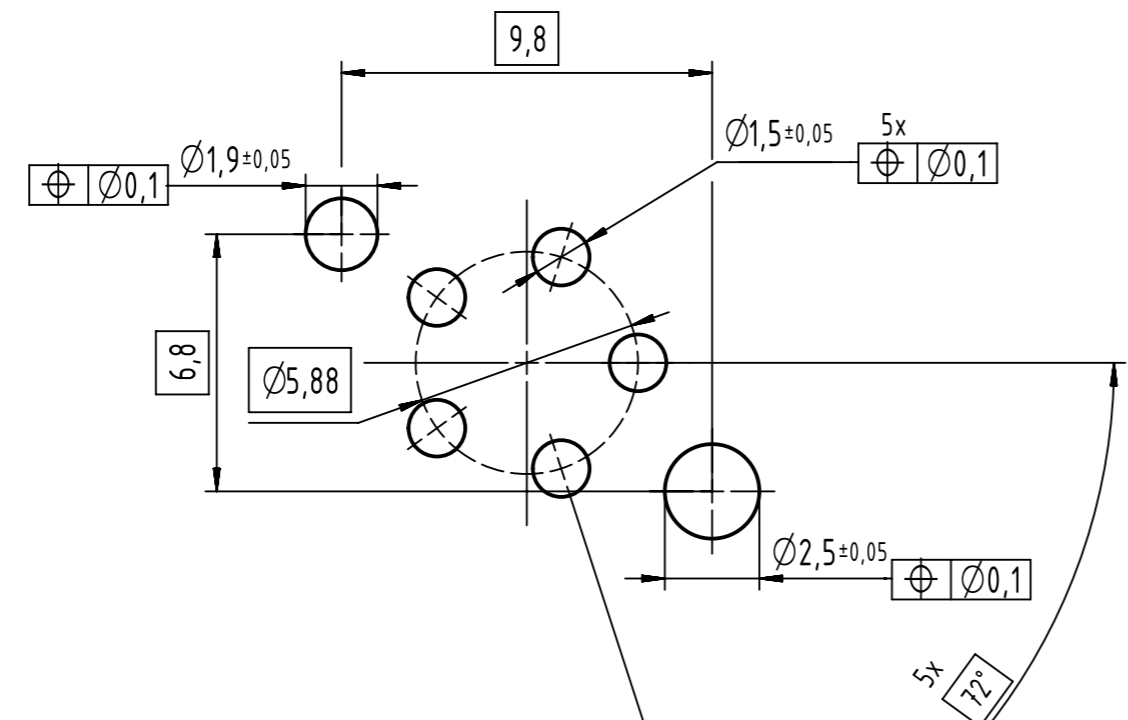 9,8
Ø1,5±0,05
5x
⌖ Ø0,1
Ø1,9±0,05
⌖ Ø0,1
6,8
Ø5,88
Ø2,5±0,05
⌖ Ø0,1
5x
72°